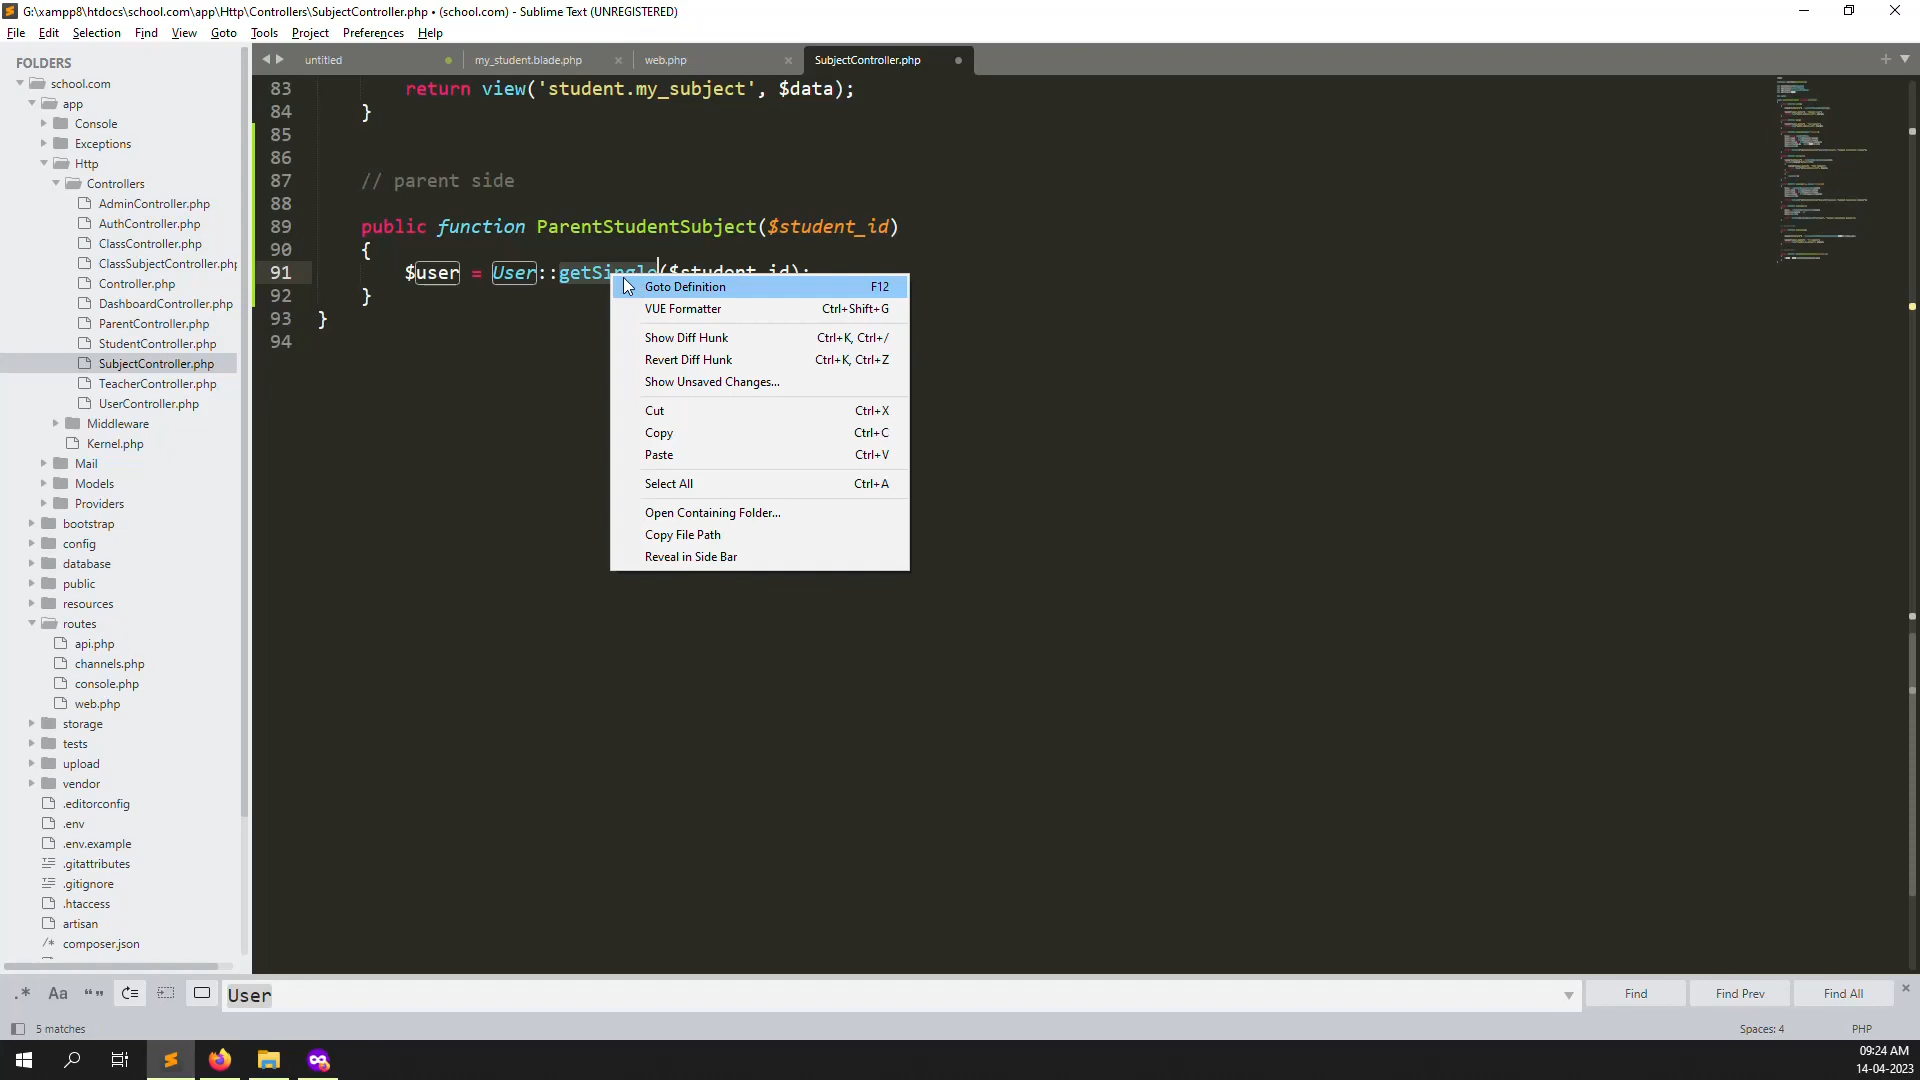 G:\xampp8\htdocs\school.com\app\Http\Controllers\SubjectController.php • (school.com) - Sublime Text (UNREGISTERED)
File Edit Selection Find View Goto Tools Project Preferences Help
FOLDERS
school.com
app
Console
Exceptions
Http
Controllers
AdminController.php
AuthController.php
ClassController.php
ClassSubjectController.php
Controller.php
DashboardController.php
ParentController.php
StudentController.php
SubjectController.php
TeacherController.php
UserController.php
Middleware
Kernel.php
Mail
Models
Providers
bootstrap
config
database
public
resources
routes
api.php
channels.php
console.php
web.php
storage
tests
upload
vendor
.editorconfig
.env
.env.example
.gitattributes
.gitignore
.htaccess
artisan
/* composer.json
untitled my_student.blade.php web.php SubjectController.php
83 return view('student.my_subject', $data);
84 }
85
86
87 // parent side
88
89 public function ParentStudentSubject($student_id)
90 {
91 $user = User::getSingle($student_id);
92 }
93 }
94
Goto Definition F12
VUE Formatter Ctrl+Shift+G
Show Diff Hunk Ctrl+K, Ctrl+/
Revert Diff Hunk Ctrl+K, Ctrl+Z
Show Unsaved Changes...
Cut Ctrl+X
Copy Ctrl+C
Paste Ctrl+V
Select All Ctrl+A
Open Containing Folder...
Copy File Path
Reveal in Side Bar
.* Aa “” User Find Find Prev Find All
5 matches Spaces: 4 PHP
09:24 AM
14-04-2023